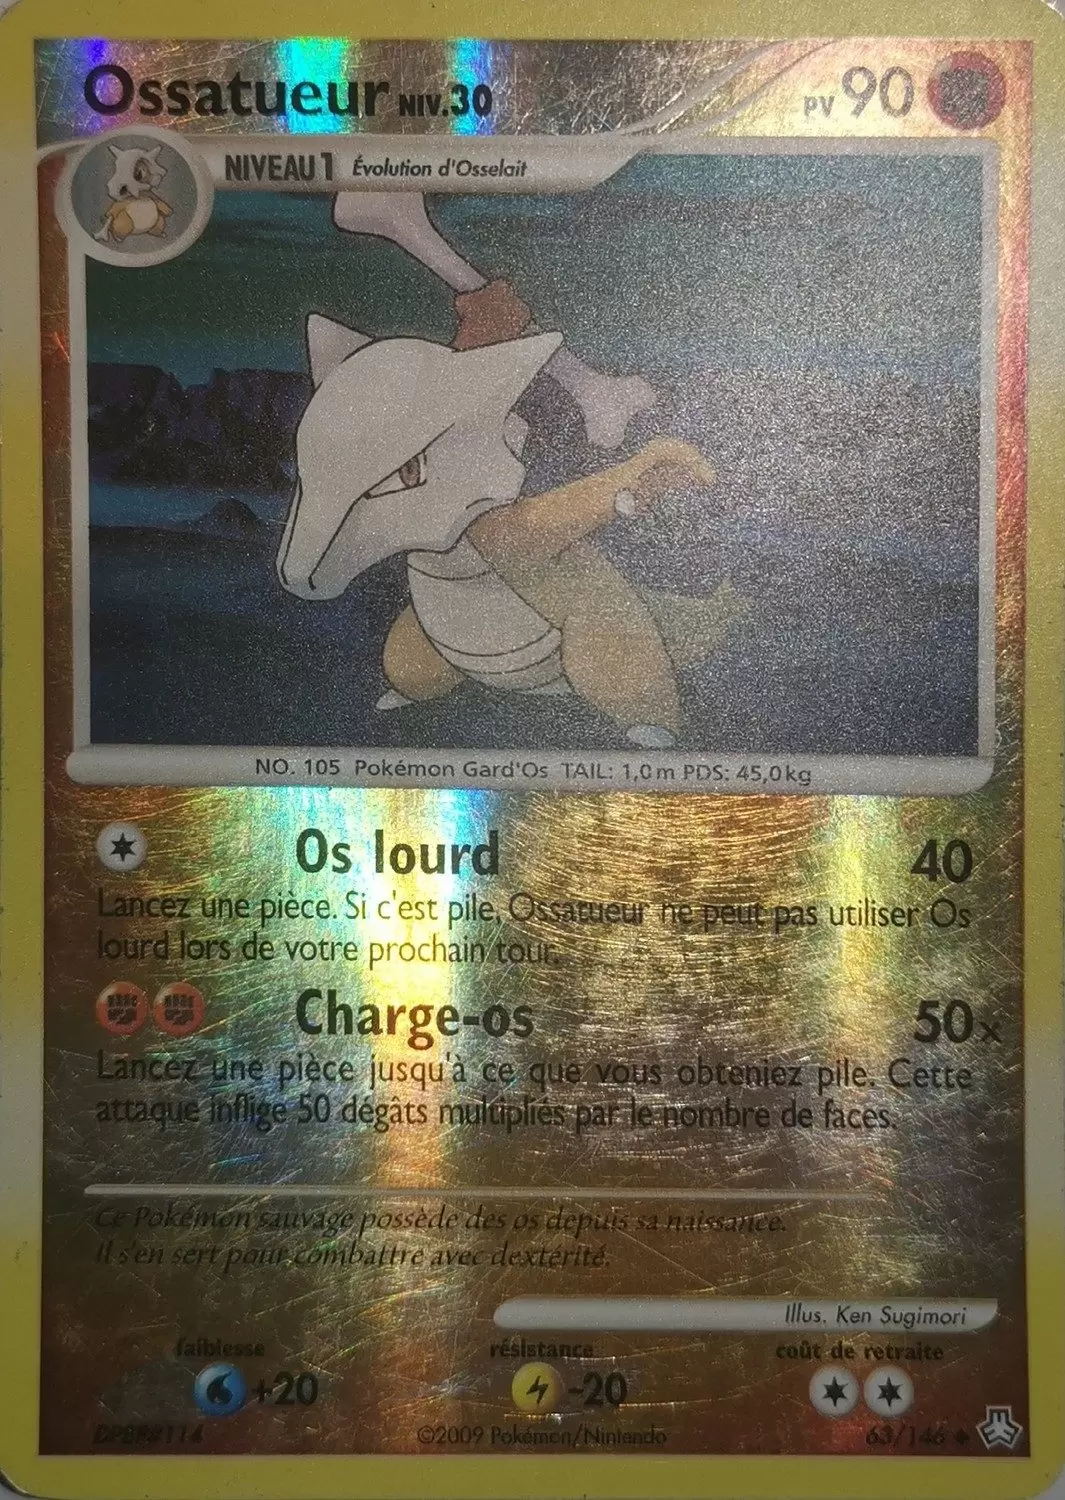 Ossatueur NIV.30 PV 90
NIVEAU 1 Évolution d'Osselait
NO. 105 Pokémon Gard'Os TAIL: 1,0m PDS: 45,0kg
Os lourd 40
Lancez une pièce. Si c'est pile, Ossatueur ne peut pas utiliser Os
lourd lors de votre prochain tour.
Charge-os 50x
Lancez une pièce jusqu'à ce que vous obteniez pile. Cette
attaque inflige 50 dégâts multipliés par le nombre de faces.
Ce Pokémon sauvage possède des os depuis sa naissance.
Il s'en sert pour combattre avec dextérité.
Illus. Ken Sugimori
faiblesse résistance coût de retraite
+20 -20
©2009 Pokémon/Nintendo 63/146